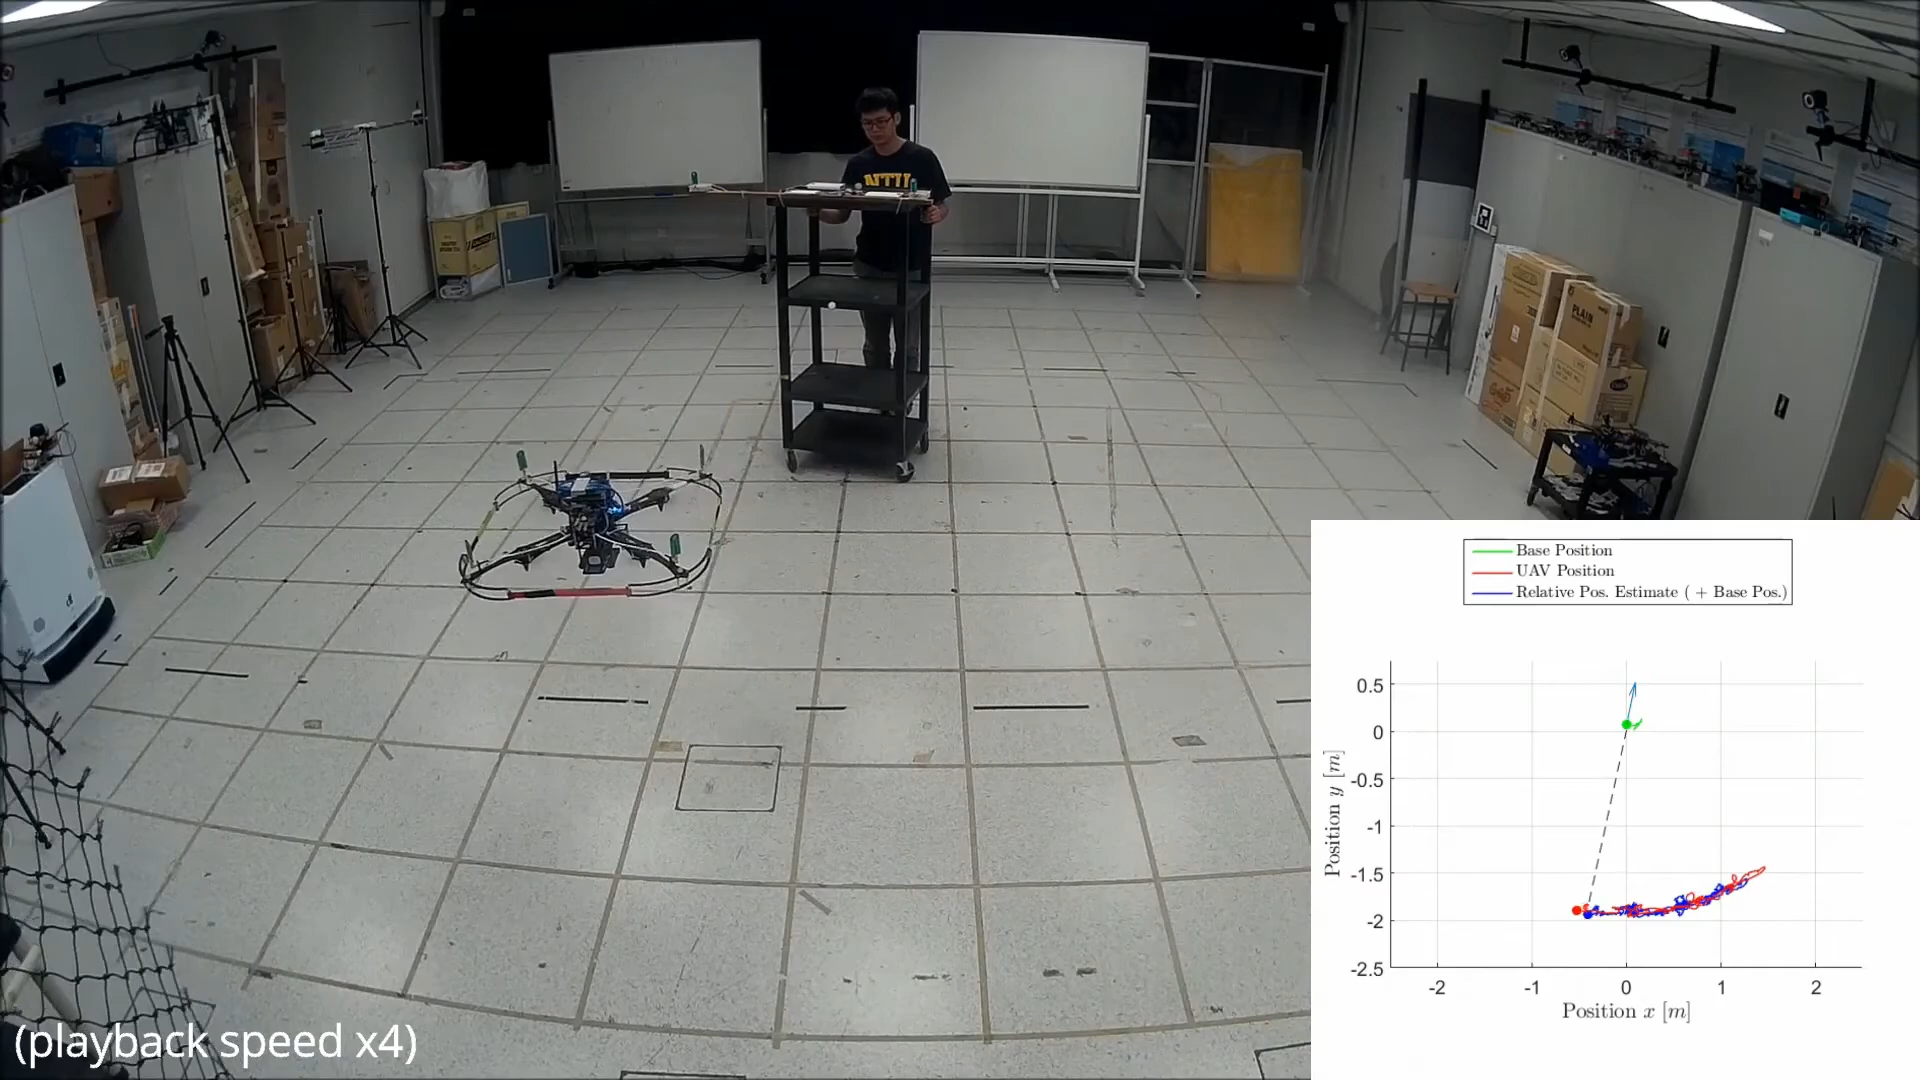 NTU
PLAIN
Base Position
UAV Position
Relative Pos. Estimate ( + Base Pos.)
0.5
0
-0.5
-1
-1.5
-2
-2.5
Position y [m]
-2
-1
0
1
2
Position x [m]
(playback speed x4)